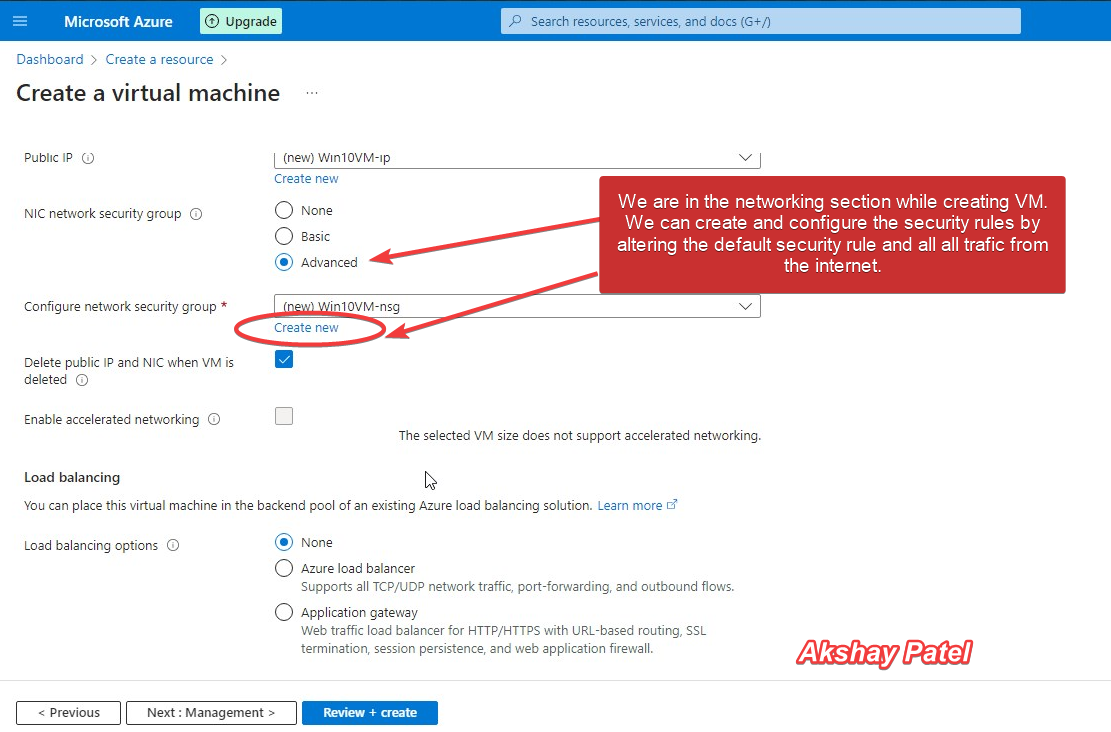 Microsoft Azure
Upgrade
Search resources, services, and docs (G+/)
Dashboard > Create a resource >
Create a virtual machine ...
Public IP
(new) Win10VM-ip
Create new
NIC network security group
None
Basic
Advanced
We are in the networking section while creating VM.
We can create and configure the security rules by
altering the default security rule and all all trafic from
the internet.
Configure network security group *
(new) Win10VM-nsg
Create new
Delete public IP and NIC when VM is
deleted
Enable accelerated networking
The selected VM size does not support accelerated networking.
Load balancing
You can place this virtual machine in the backend pool of an existing Azure load balancing solution. Learn more
Load balancing options
None
Azure load balancer
Supports all TCP/UDP network traffic, port-forwarding, and outbound flows.
Application gateway
Web traffic load balancer for HTTP/HTTPS with URL-based routing, SSL
termination, session persistence, and web application firewall.
Akshay Patel
< Previous
Next : Management >
Review + create